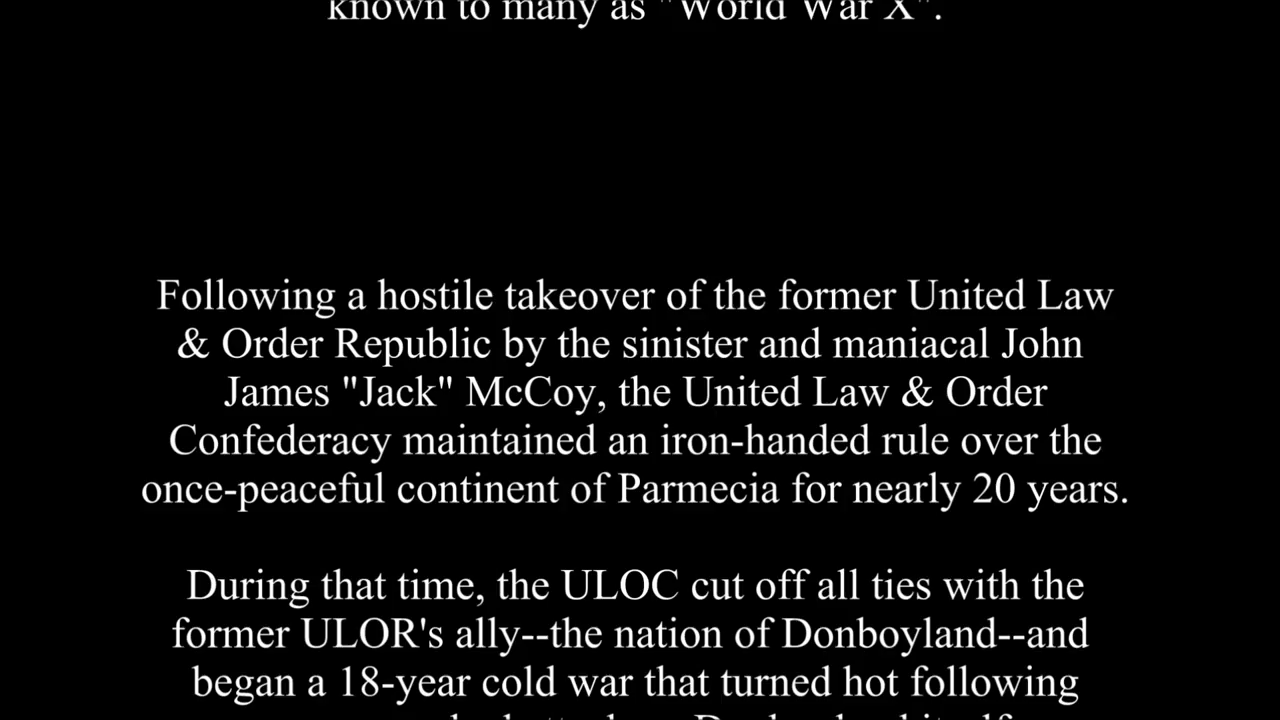 known to many as "World War X".
Following a hostile takeover of the former United Law
& Order Republic by the sinister and maniacal John
James "Jack" McCoy, the United Law & Order
Confederacy maintained an iron-handed rule over the
once-peaceful continent of Parmecia for nearly 20 years.
During that time, the ULOC cut off all ties with the
former ULOR's ally--the nation of Donboyland--and
began a 18-year cold war that turned hot following